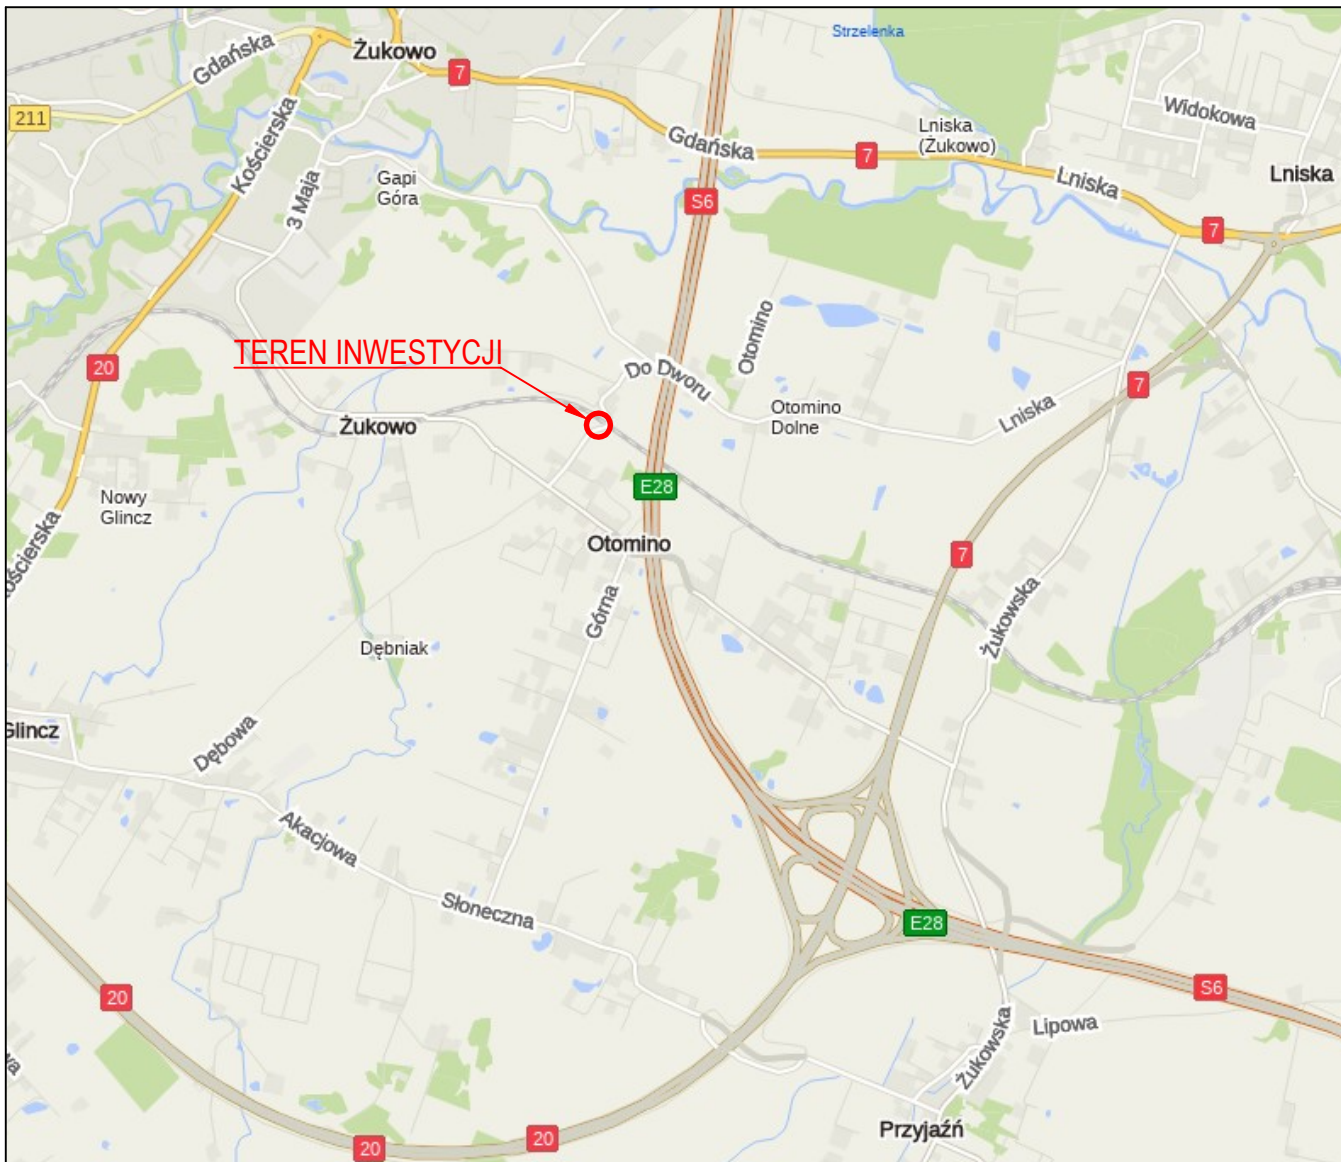 Strzelenka
Gdańska
Żukowo
7
211
Kościerska
Gdańska
7
Lniska
(Żukowo)
Widokowa
Lniska
Lniska
3 Maja
Gapi
Góra
S6
7
Otomino
TEREN INWESTYCJI
20
Do Dworu
7
Otomino
Dolne
Lniska
Żukowo
E28
Nowy
Glincz
ościerska
Otomino
7
Górna
Żukowska
Dębniak
Glincz
Dębowa
Akacjowa
Słoneczna
E28
20
S6
Lipowa
Żukowska
wa
Przyjaźń
20
20